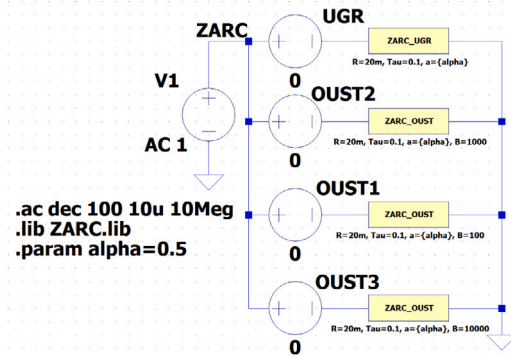 ZARC
UGR
ZARC_UGR
R=20m, Tau=0.1, a={alpha}
0
V1
AC 1
OUST2
ZARC_OUST
R=20m, Tau=0.1, a={alpha}, B=1000
0
OUST1
ZARC_OUST
R=20m, Tau=0.1, a={alpha}, B=100
0
.ac dec 100 10u 10Meg
.lib ZARC.lib
.param alpha=0.5
OUST3
ZARC_OUST
R=20m, Tau=0.1, a={alpha}, B=10000
0